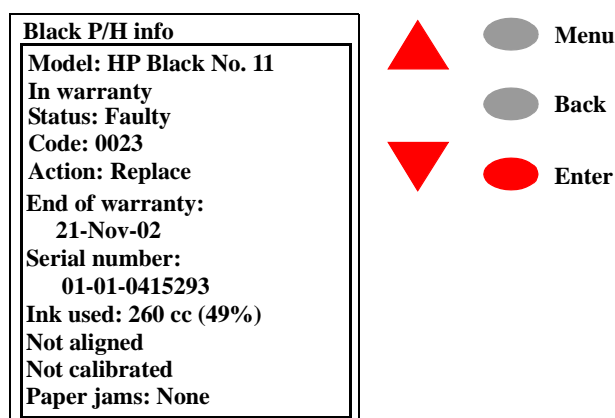 Black P/H info
Model: HP Black No. 11
In warranty
Status: Faulty
Code: 0023
Action: Replace
End of warranty:
21-Nov-02
Serial number:
01-01-0415293
Ink used: 260 cc (49%)
Not aligned
Not calibrated
Paper jams: None
Menu
Back
Enter